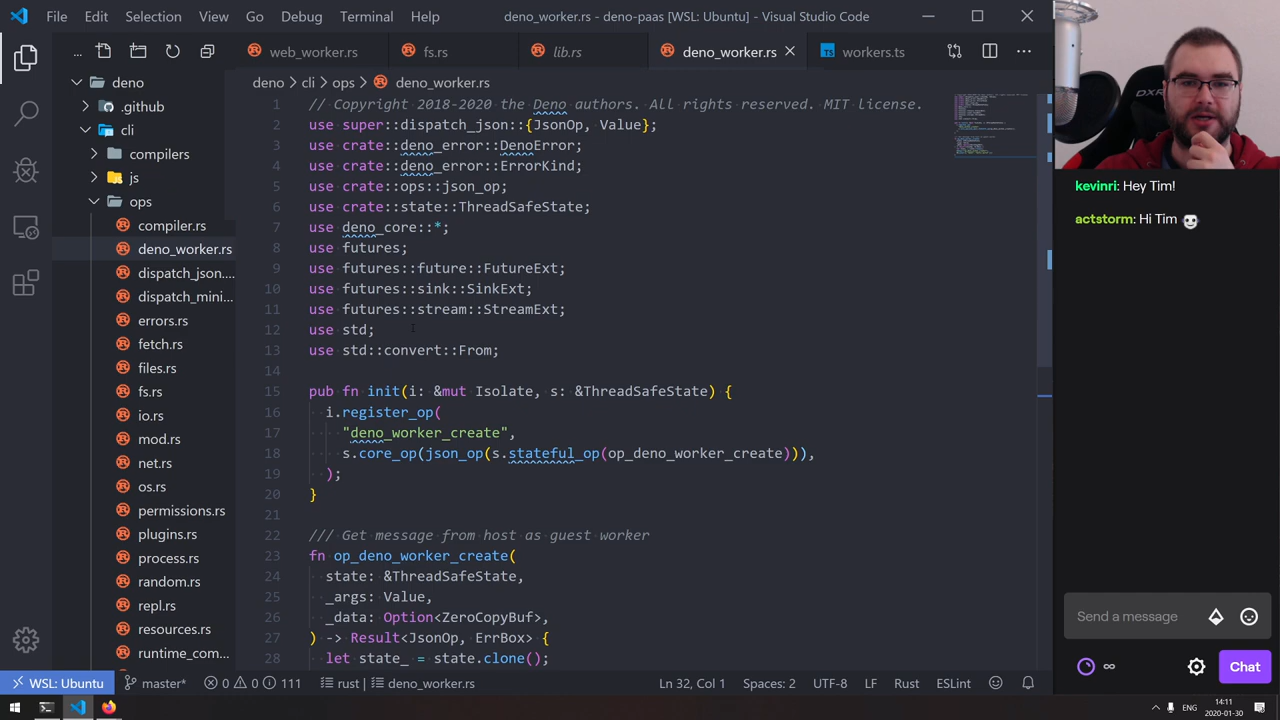 File Edit Selection View Go Debug Terminal Help deno_worker.rs - deno-paas [WSL: Ubuntu] - Visual Studio Code
... web_worker.rs fs.rs lib.rs deno_worker.rs TS workers.ts ...
deno
.github
cli
compilers
js
ops
compiler.rs
deno_worker.rs
dispatch_json....
dispatch_mini...
errors.rs
fetch.rs
files.rs
fs.rs
io.rs
mod.rs
net.rs
os.rs
permissions.rs
plugins.rs
process.rs
random.rs
repl.rs
resources.rs
runtime_com...
deno > cli > ops > deno_worker.rs
// Copyright 2018-2020 the Deno authors. All rights reserved. MIT license.
2 use super::dispatch_json::{JsonOp, Value};
3 use crate::deno_error::DenoError;
4 use crate::deno_error::ErrorKind;
5 use crate::ops::json_op;
6 use crate::state::ThreadSafeState;
7 use deno_core::*;
8 use futures;
9 use futures::future::FutureExt;
10 use futures::sink::SinkExt;
11 use futures::stream::StreamExt;
12 use std;
13 use std::convert::From;
14
15 pub fn init(i: &mut Isolate, s: &ThreadSafeState) {
16 i.register_op(
17 "deno_worker_create",
18 s.core_op(json_op(s.stateful_op(op_deno_worker_create))),
19 );
20 }
21
22 /// Get message from host as guest worker
23 fn op_deno_worker_create(
24 state: &ThreadSafeState,
25 _args: Value,
26 _data: Option<ZeroCopyBuf>,
27 ) -> Result<JsonOp, ErrBox> {
28 let state_ = state.clone();
DXR
kevinri: Hey Tim!
actstorm: Hi Tim
Send a message
∞ Chat
WSL: Ubuntu master* 0 0 111 rust | deno_worker.rs Ln 32, Col 1 Spaces: 2 UTF-8 LF Rust ESLint
ENG 14:11
2020-01-30